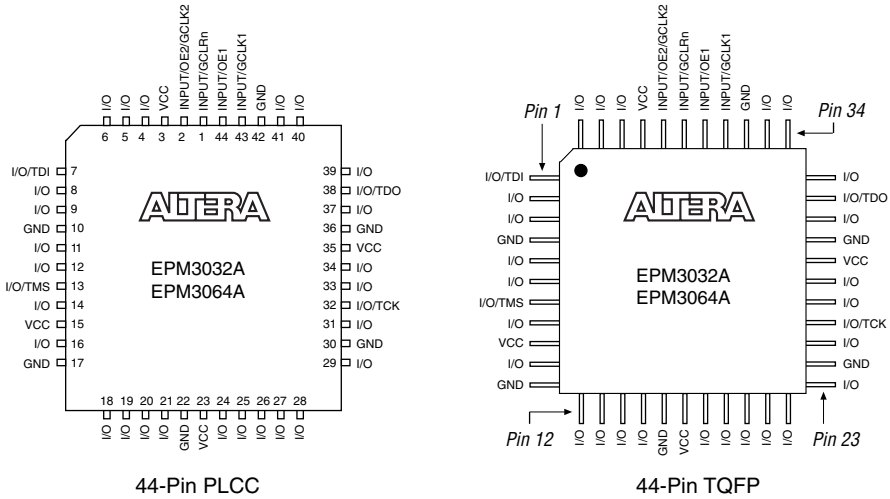 I/O I/O I/O VCC INPUT/OE2/GCLK2 INPUT/GCLRn INPUT/OE1 INPUT/GCLK1 GND I/O I/O
6 5 4 3 2 1 44 43 42 41 40
I/O/TDI 7
I/O 8
I/O 9
GND 10
I/O 11
I/O 12
I/O/TMS 13
I/O 14
VCC 15
I/O 16
GND 17
ALTERA
EPM3032A
EPM3064A
39 I/O
38 I/O/TDO
37 I/O
36 GND
35 VCC
34 I/O
33 I/O
32 I/O/TCK
31 I/O
30 GND
29 I/O
18 19 20 21 22 23 24 25 26 27 28
I/O I/O I/O I/O GND VCC I/O I/O I/O I/O I/O
44-Pin PLCC
I/O I/O I/O VCC INPUT/OE2/GCLK2 INPUT/GCLRn INPUT/OE1 INPUT/GCLK1 GND I/O I/O
Pin 1
Pin 34
I/O/TDI
I/O
I/O
GND
I/O
I/O
I/O/TMS
I/O
VCC
I/O
GND
ALTERA
EPM3032A
EPM3064A
I/O
I/O/TDO
I/O
GND
VCC
I/O
I/O
I/O/TCK
I/O
GND
I/O
Pin 12
Pin 23
I/O I/O I/O I/O GND VCC I/O I/O I/O I/O I/O
44-Pin TQFP